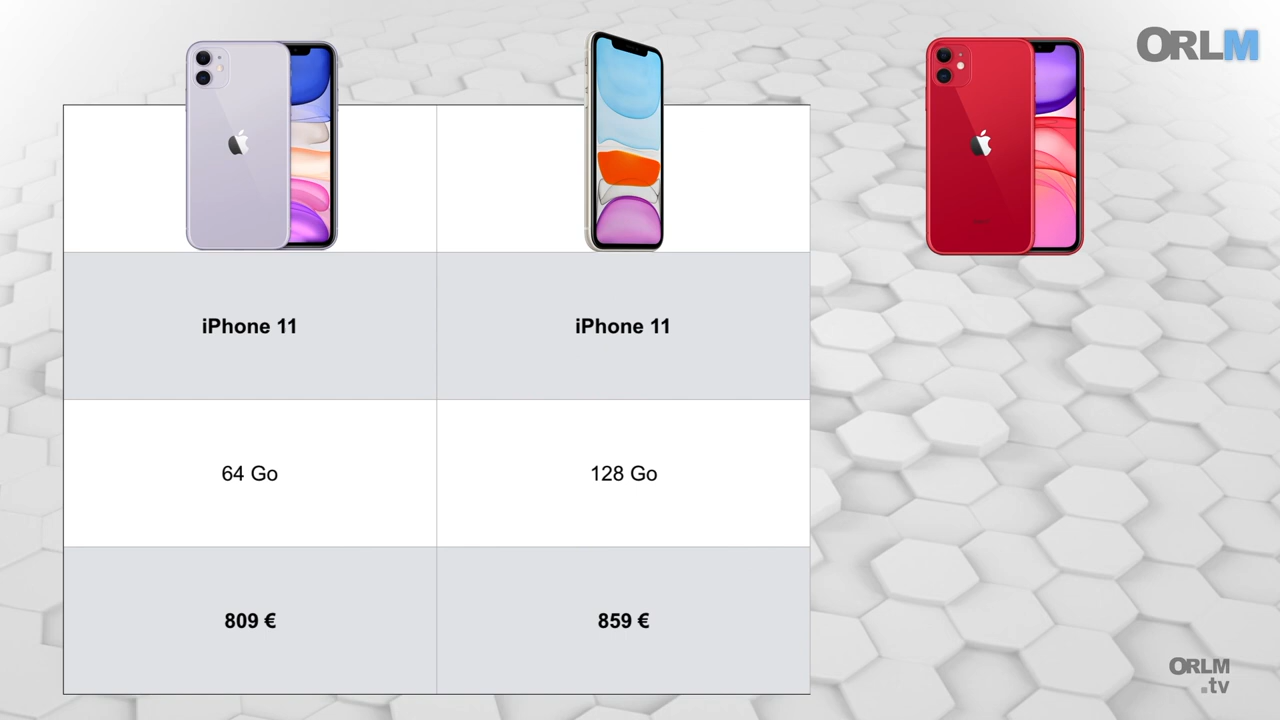 ORLM
iPhone 11
iPhone 11
64 Go
128 Go
809 €
859 €
ORLM
.tv